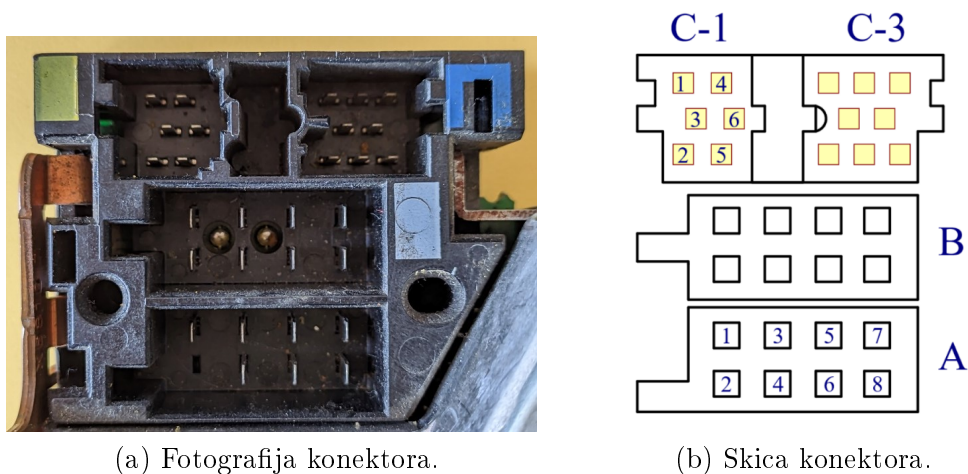 C-1 C-3
1 4
3 6
2 5
B
1 3 5 7
A
2 4 6 8
(a) Fotografija konektora. (b) Skica konektora.